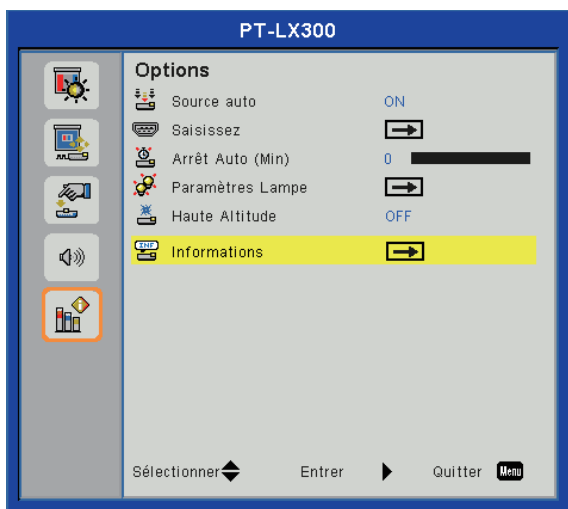 PT-LX300
Options
Source auto ON
Saisissez
Arrêt Auto (Min) 0
Paramètres Lampe
Haute Altitude OFF
INF Informations
Sélectionner Entrer Quitter Menu